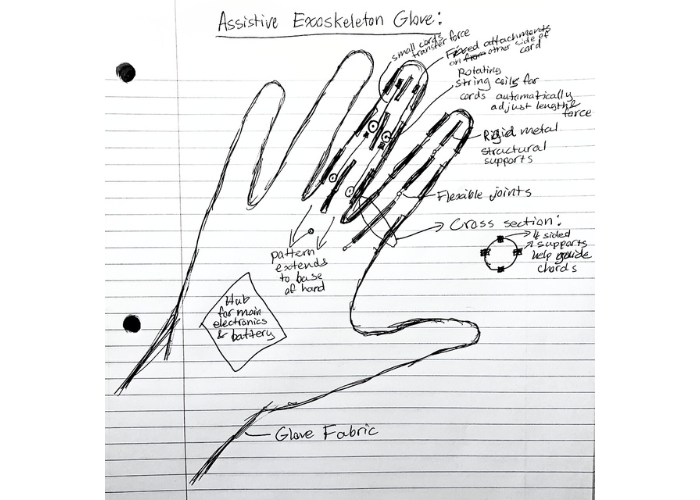 Assistive Exoskeleton Glove:
small cords
transfer force
Fixed attachments
on from other side of
cord
Rotating
string coils for
cords automatically
adjust length &
force
Rigid metal
structural
supports
Flexible joints
Cross section:
4 sided
supports
help guide
chords
pattern
extends
to base
of hand
Hub
for main
electronics
& battery
Glove Fabric